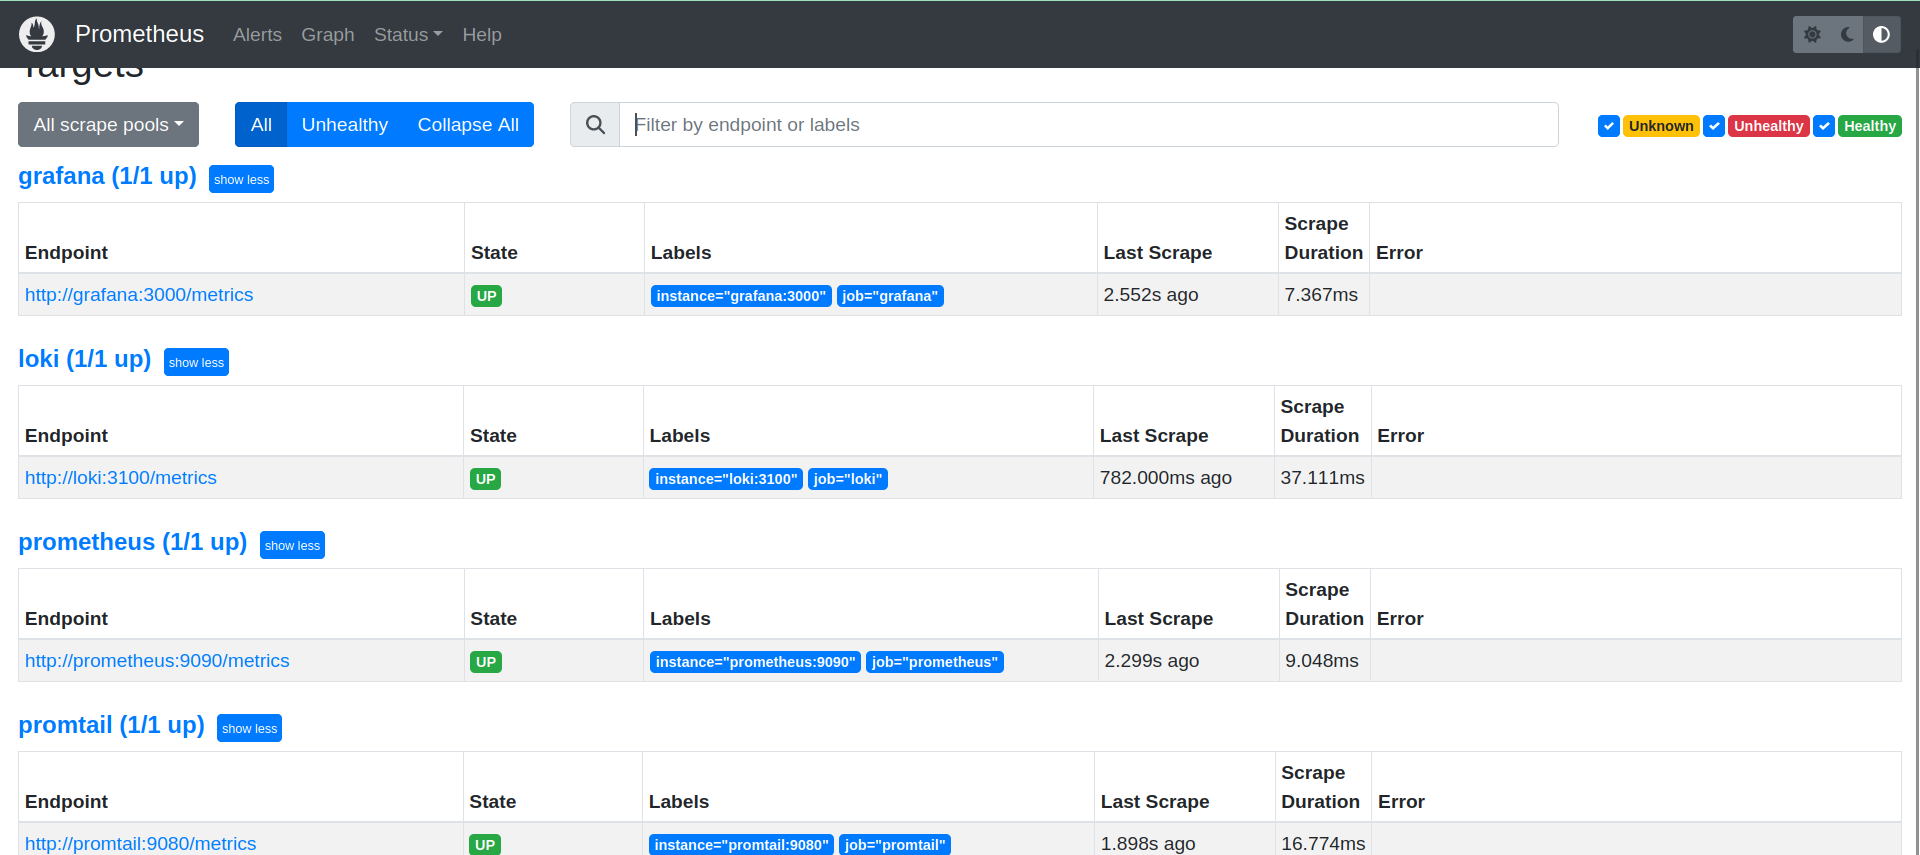 Prometheus Alerts Graph Status Help
Targets
All scrape pools All Unhealthy Collapse All Filter by endpoint or labels Unknown Unhealthy Healthy
grafana (1/1 up) show less
Endpoint State Labels Last Scrape Scrape Duration Error
http://grafana:3000/metrics UP instance="grafana:3000" job="grafana" 2.552s ago 7.367ms
loki (1/1 up) show less
Endpoint State Labels Last Scrape Scrape Duration Error
http://loki:3100/metrics UP instance="loki:3100" job="loki" 782.000ms ago 37.111ms
prometheus (1/1 up) show less
Endpoint State Labels Last Scrape Scrape Duration Error
http://prometheus:9090/metrics UP instance="prometheus:9090" job="prometheus" 2.299s ago 9.048ms
promtail (1/1 up) show less
Endpoint State Labels Last Scrape Scrape Duration Error
http://promtail:9080/metrics UP instance="promtail:9080" job="promtail" 1.898s ago 16.774ms